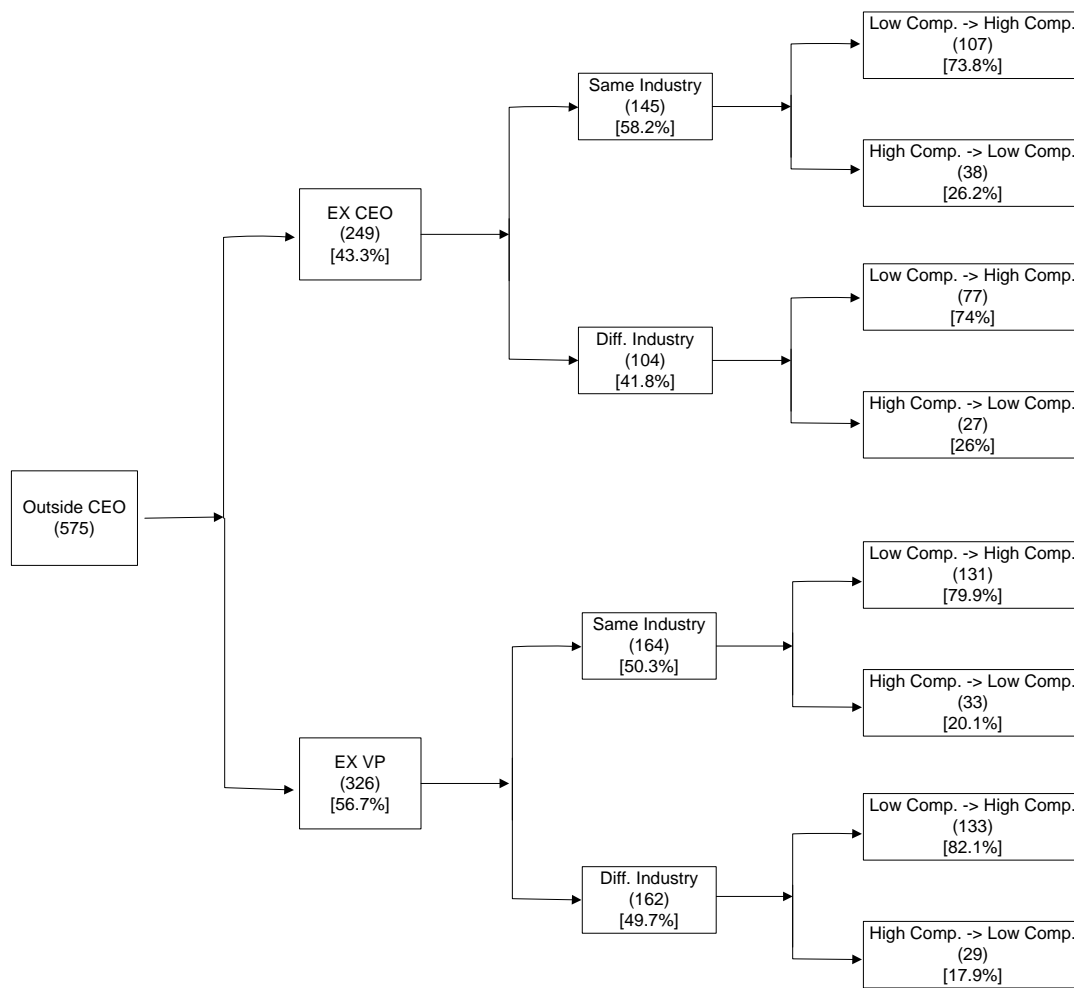 Outside CEO
(575)
EX CEO
(249)
[43.3%]
Same Industry
(145)
[58.2%]
Low Comp. -> High Comp.
(107)
[73.8%]
High Comp. -> Low Comp.
(38)
[26.2%]
Diff. Industry
(104)
[41.8%]
Low Comp. -> High Comp.
(77)
[74%]
High Comp. -> Low Comp.
(27)
[26%]
EX VP
(326)
[56.7%]
Same Industry
(164)
[50.3%]
Low Comp. -> High Comp.
(131)
[79.9%]
High Comp. -> Low Comp.
(33)
[20.1%]
Diff. Industry
(162)
[49.7%]
Low Comp. -> High Comp.
(133)
[82.1%]
High Comp. -> Low Comp.
(29)
[17.9%]